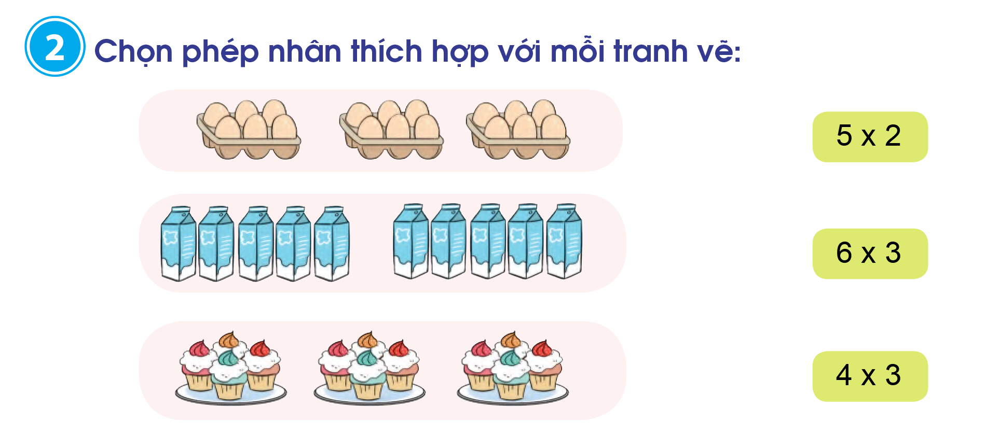 2 Chọn phép nhân thích hợp với mỗi tranh vẽ:
5 x 2
6 x 3
4 x 3